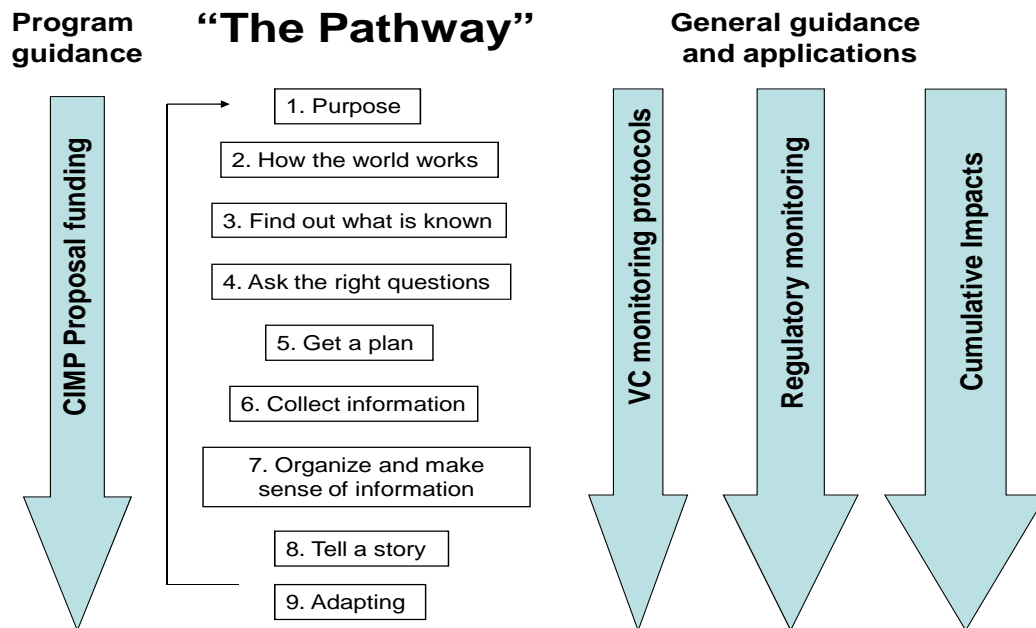 Program
guidance
“The Pathway”
General guidance
and applications
CIMP Proposal funding
1. Purpose
2. How the world works
3. Find out what is known
4. Ask the right questions
5. Get a plan
6. Collect information
7. Organize and make
sense of information
8. Tell a story
9. Adapting
VC monitoring protocols
Regulatory monitoring
Cumulative Impacts